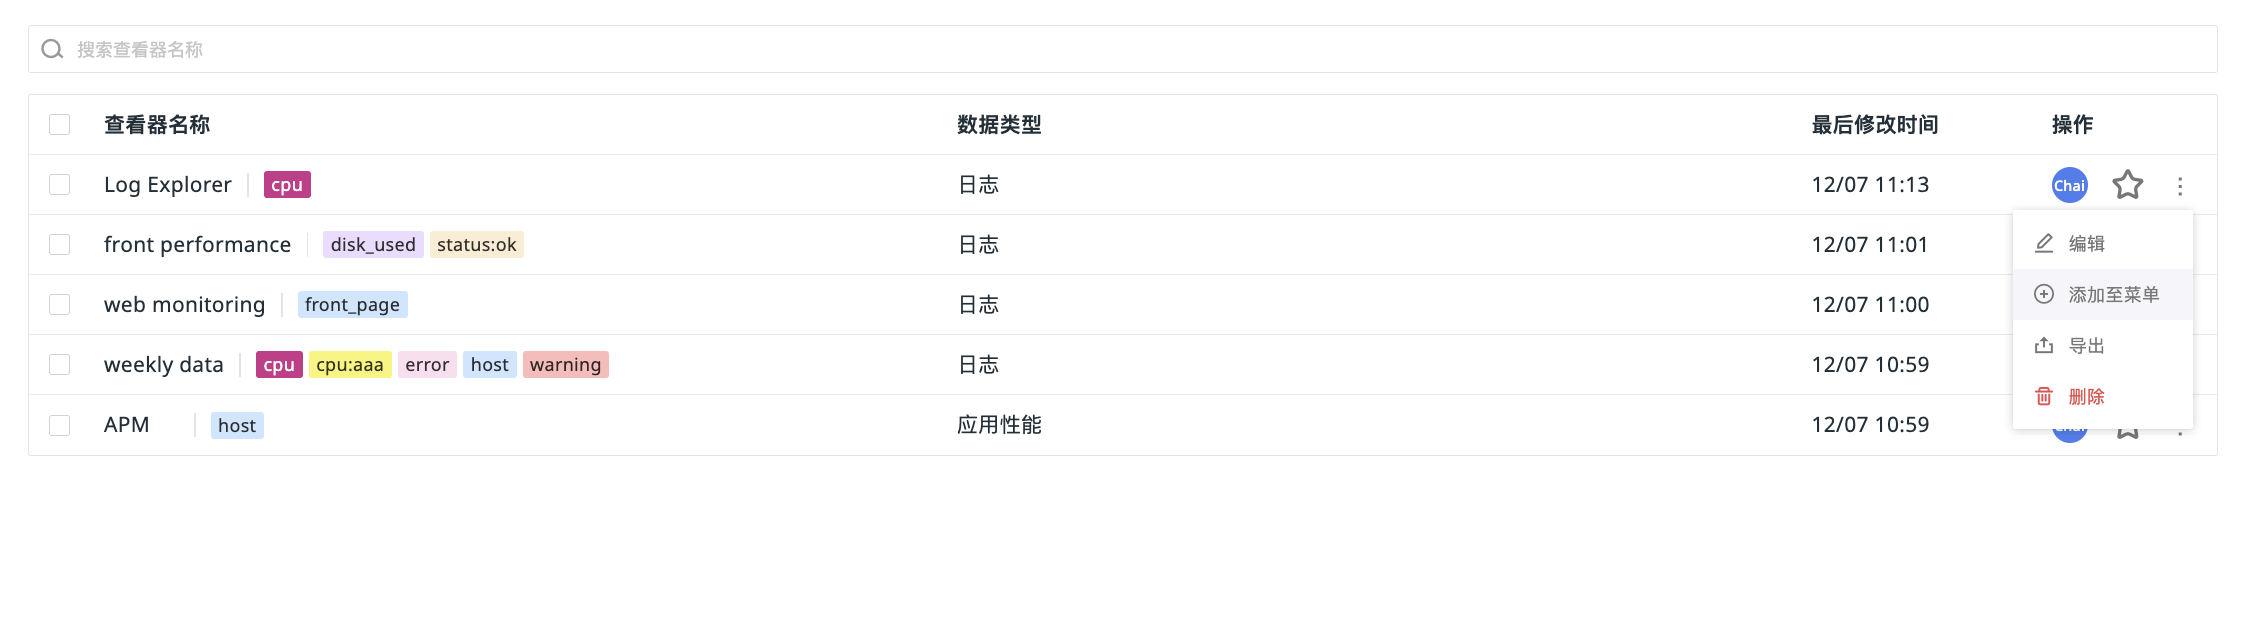 搜索查看器名称
查看器名称 数据类型 最后修改时间 操作
Log Explorer cpu 日志 12/07 11:13 Chai
front performance disk_used status:ok 日志 12/07 11:01
编辑
web monitoring front_page 日志 12/07 11:00
添加至菜单
导出
weekly data cpu cpu:aaa error host warning 日志 12/07 10:59
删除
APM host 应用性能 12/07 10:59